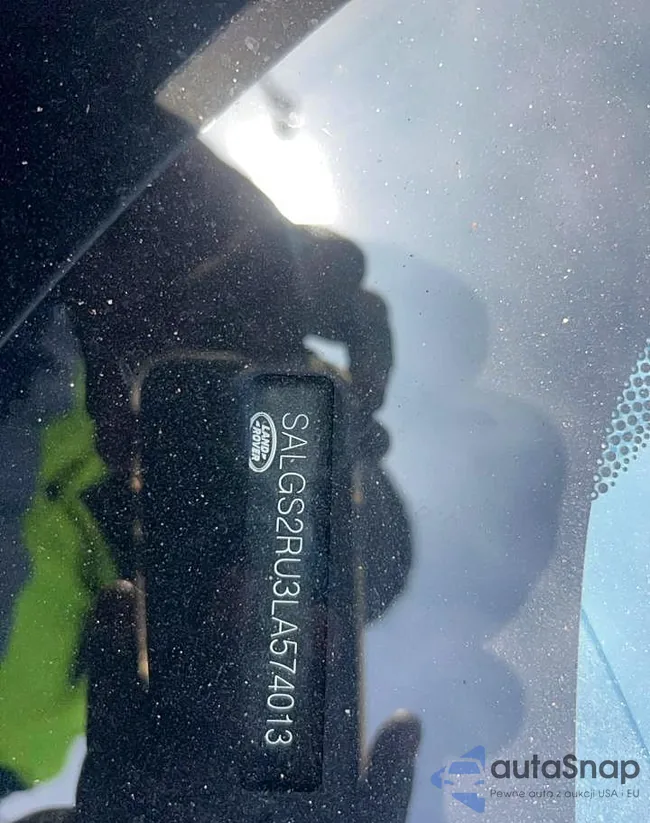 SALGS2RU3LA574013
LAND
ROVER
autaSnap
Pewne auta z aukcji USA i EU